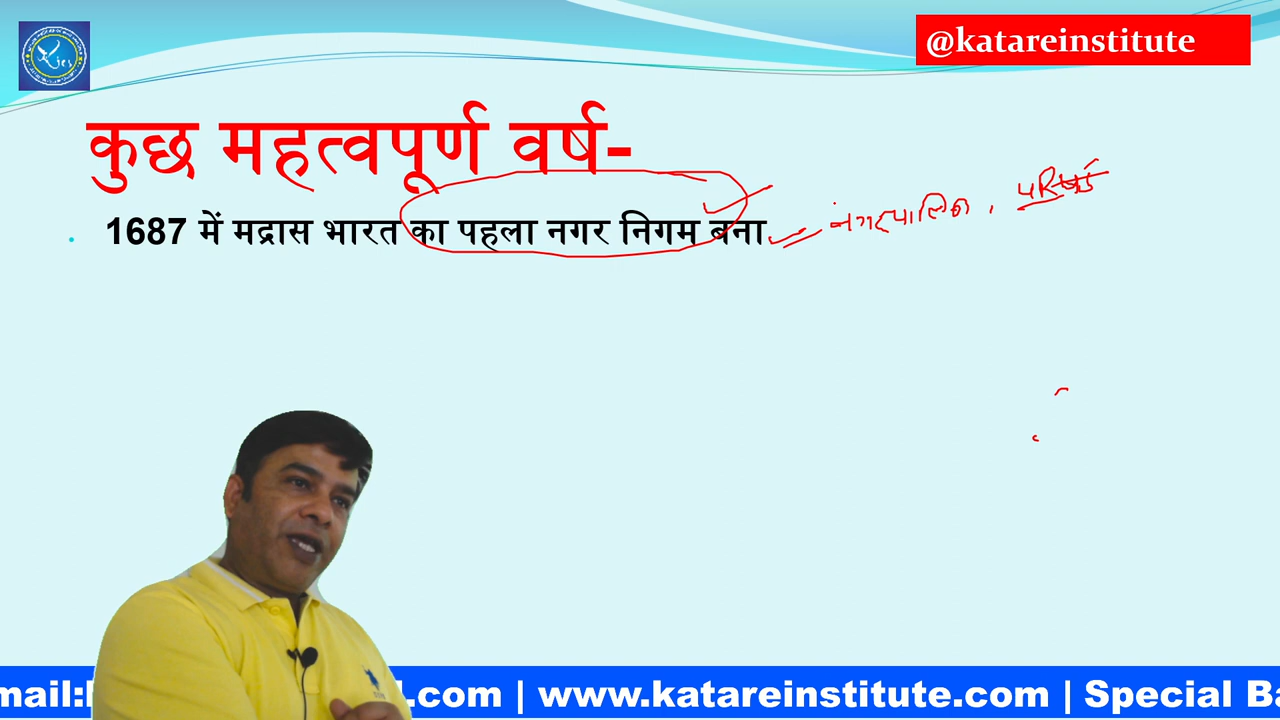 @katareinstitute
कुछ महत्वपूर्ण वर्ष-
1687 में मद्रास भारत का पहला नगर निगम बना
नगरपालिका, परिषद
.com | www.katareinstitute.com | Special